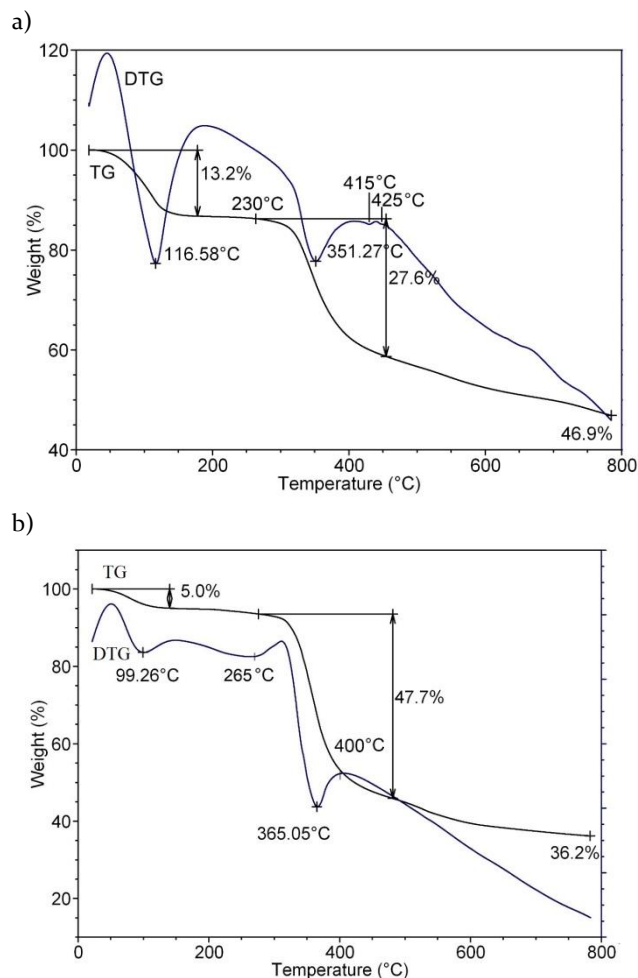 a)
120
DTG
100
TG
13.2%
415°C
230°C
425°C
80
116.58°C
351.27°C
27.6%
Weight (%)
60
46.9%
40
0
200
400
600
800
Temperature (°C)
b)
TG
100
5.0%
DTG
80
99.26°C
265°C
47.7%
Weight (%)
60
400°C
40
365.05°C
36.2%
20
0
200
400
600
800
Temperature (°C)